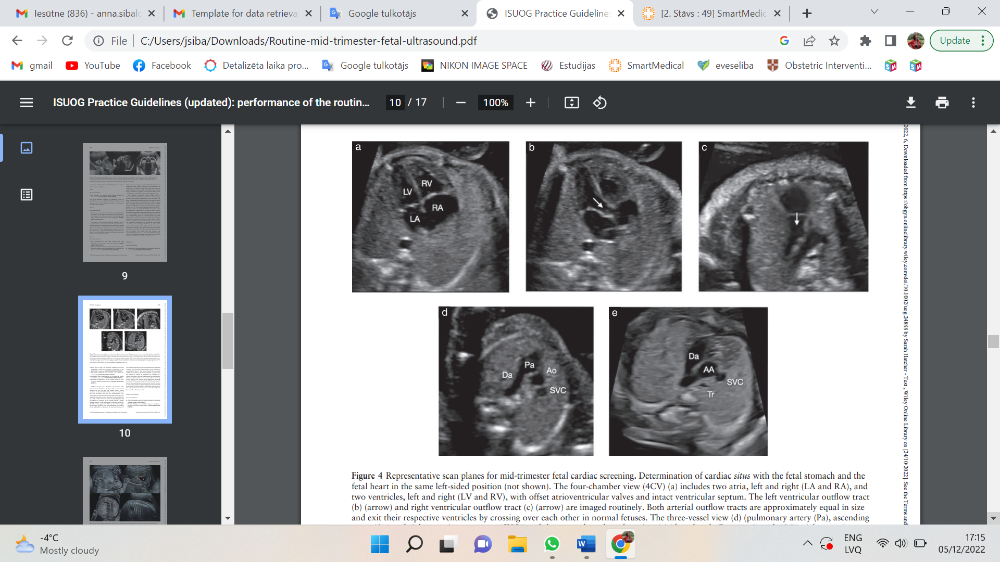 Iesūtne (836) - anna.sibalc
Template for data retrieva
Google tulkotājs
ISUOG Practice Guidelines
[2. Stāvs : 49] SmartMedic
File
C:/Users/jsiba/Downloads/Routine-mid-trimester-fetal-ultrasound.pdf
Update
gmail
YouTube
Facebook
Detalizēta laika pro...
Google tulkotājs
NIKON IMAGE SPACE
Estudijas
SmartMedical
eveseliba
Obstetric Interventi...
ISUOG Practice Guidelines (updated): performance of the routin...
10 / 17
100%
9
10
a
RV
LV
RA
LA
b
c
d
Pa
Da
Ao
SVC
e
Da
AA
SVC
Tr
2022, 6, Downloaded from https://obgyn.onlinelibrary.wiley.com/doi/10.1002/uog.24888 by Sarah Hatcher - Test , Wiley Online Library on [24/10/2022]. See the Terms and
Figure 4 Representative scan planes for mid-trimester fetal cardiac screening. Determination of cardiac situs with the fetal stomach and the
fetal heart in the same left-sided position (not shown). The four-chamber view (4CV) (a) includes two atria, left and right (LA and RA), and
two ventricles, left and right (LV and RV), with offset atrioventricular valves and intact ventricular septum. The left ventricular outflow tract
(b) (arrow) and right ventricular outflow tract (c) (arrow) are imaged routinely. Both arterial outflow tracts are approximately equal in size
and exit their respective ventricles by crossing over each other in normal fetuses. The three-vessel view (d) (pulmonary artery (Pa), ascending
-4°C
Mostly cloudy
ENG
LVQ
17:15
05/12/2022